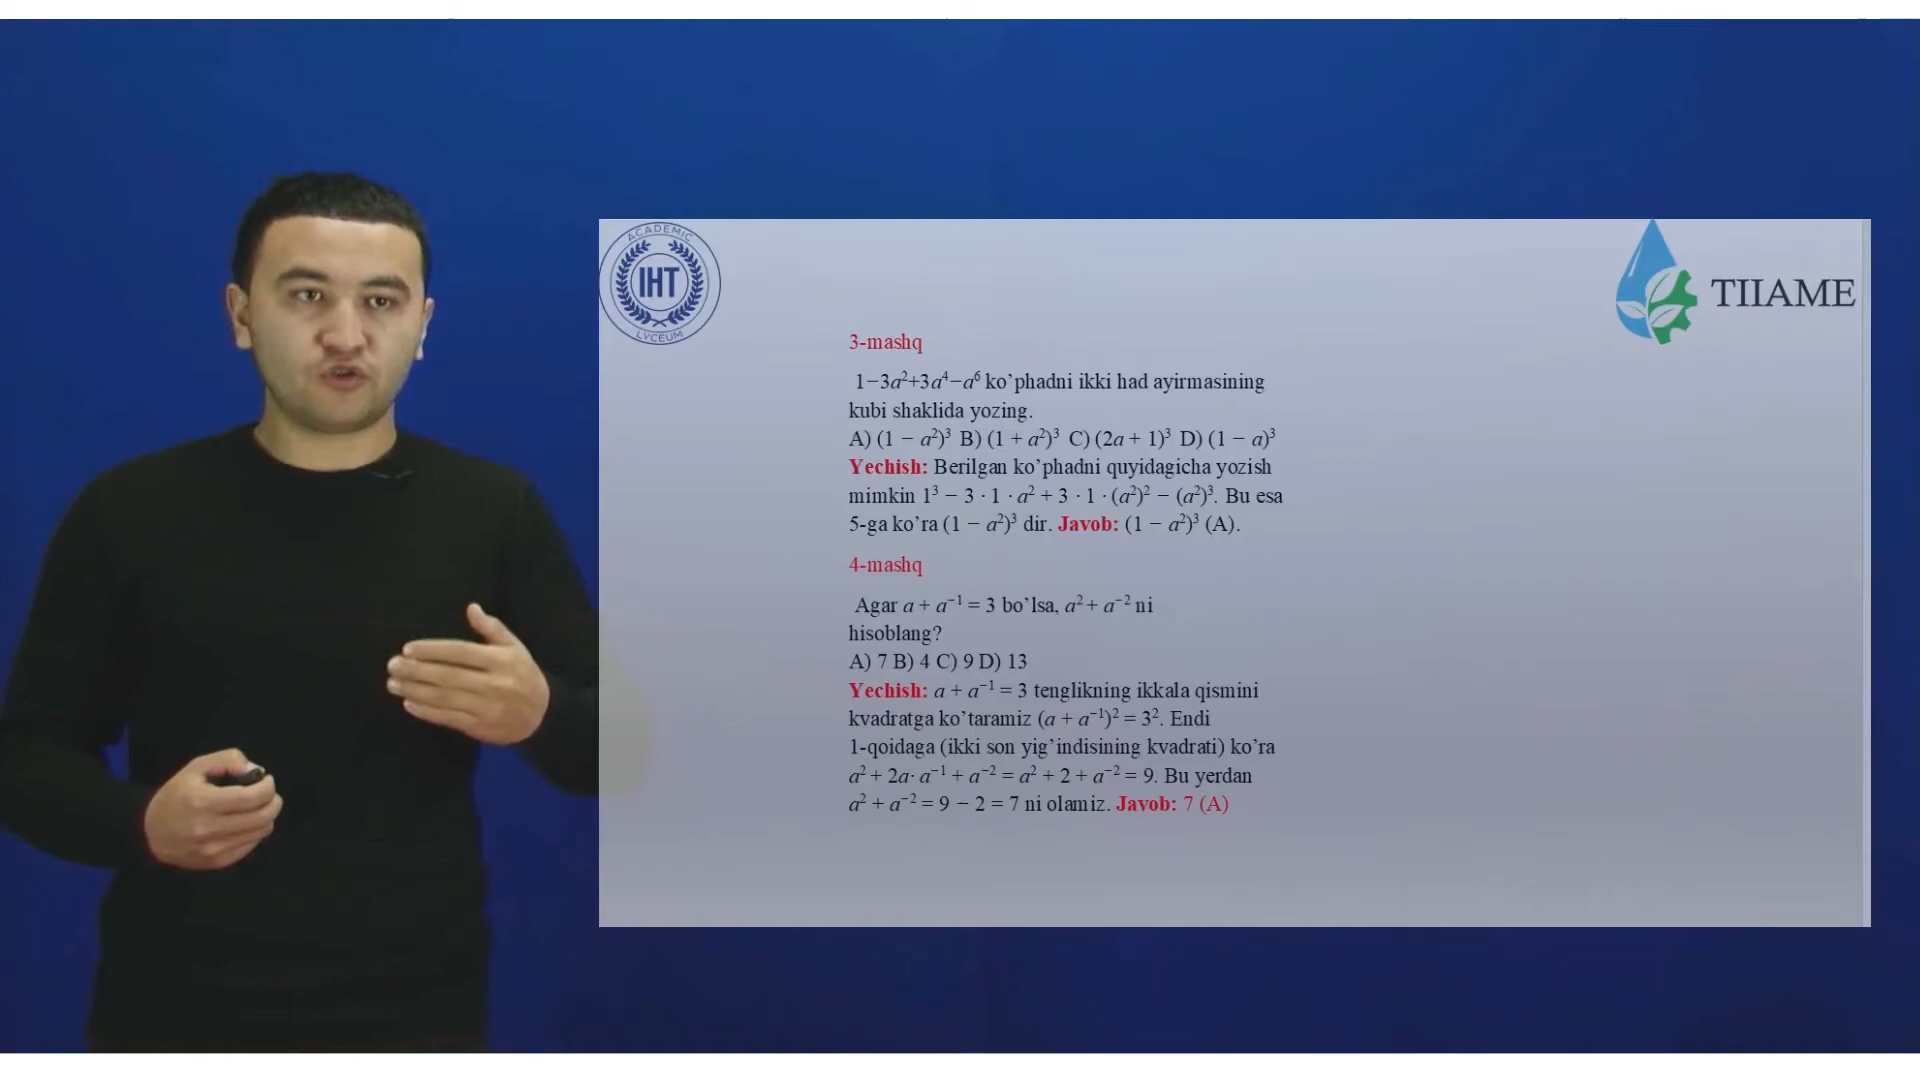 ACADEMIC
IHT
LYCEUM
TIIAME
3-mashq
1−3a²+3a⁴−a⁶ ko’phadni ikki had ayirmasining
kubi shaklida yozing.
A) (1 − a²)³ B) (1 + a²)³ C) (2a + 1)³ D) (1 − a)³
Yechish: Berilgan ko’phadni quyidagicha yozish
mimkin 1³ − 3 · 1 · a² + 3 · 1 · (a²)² − (a²)³. Bu esa
5-ga ko’ra (1 − a²)³ dir. Javob: (1 − a²)³ (A).
4-mashq
Agar a + a⁻¹ = 3 bo’lsa, a² + a⁻² ni
hisoblang?
A) 7 B) 4 C) 9 D) 13
Yechish: a + a⁻¹ = 3 tenglikning ikkala qismini
kvadratga ko’taramiz (a + a⁻¹)² = 3². Endi
1-qoidaga (ikki son yig’indisining kvadrati) ko’ra
a² + 2a· a⁻¹ + a⁻² = a² + 2 + a⁻² = 9. Bu yerdan
a² + a⁻² = 9 − 2 = 7 ni olamiz. Javob: 7 (A)